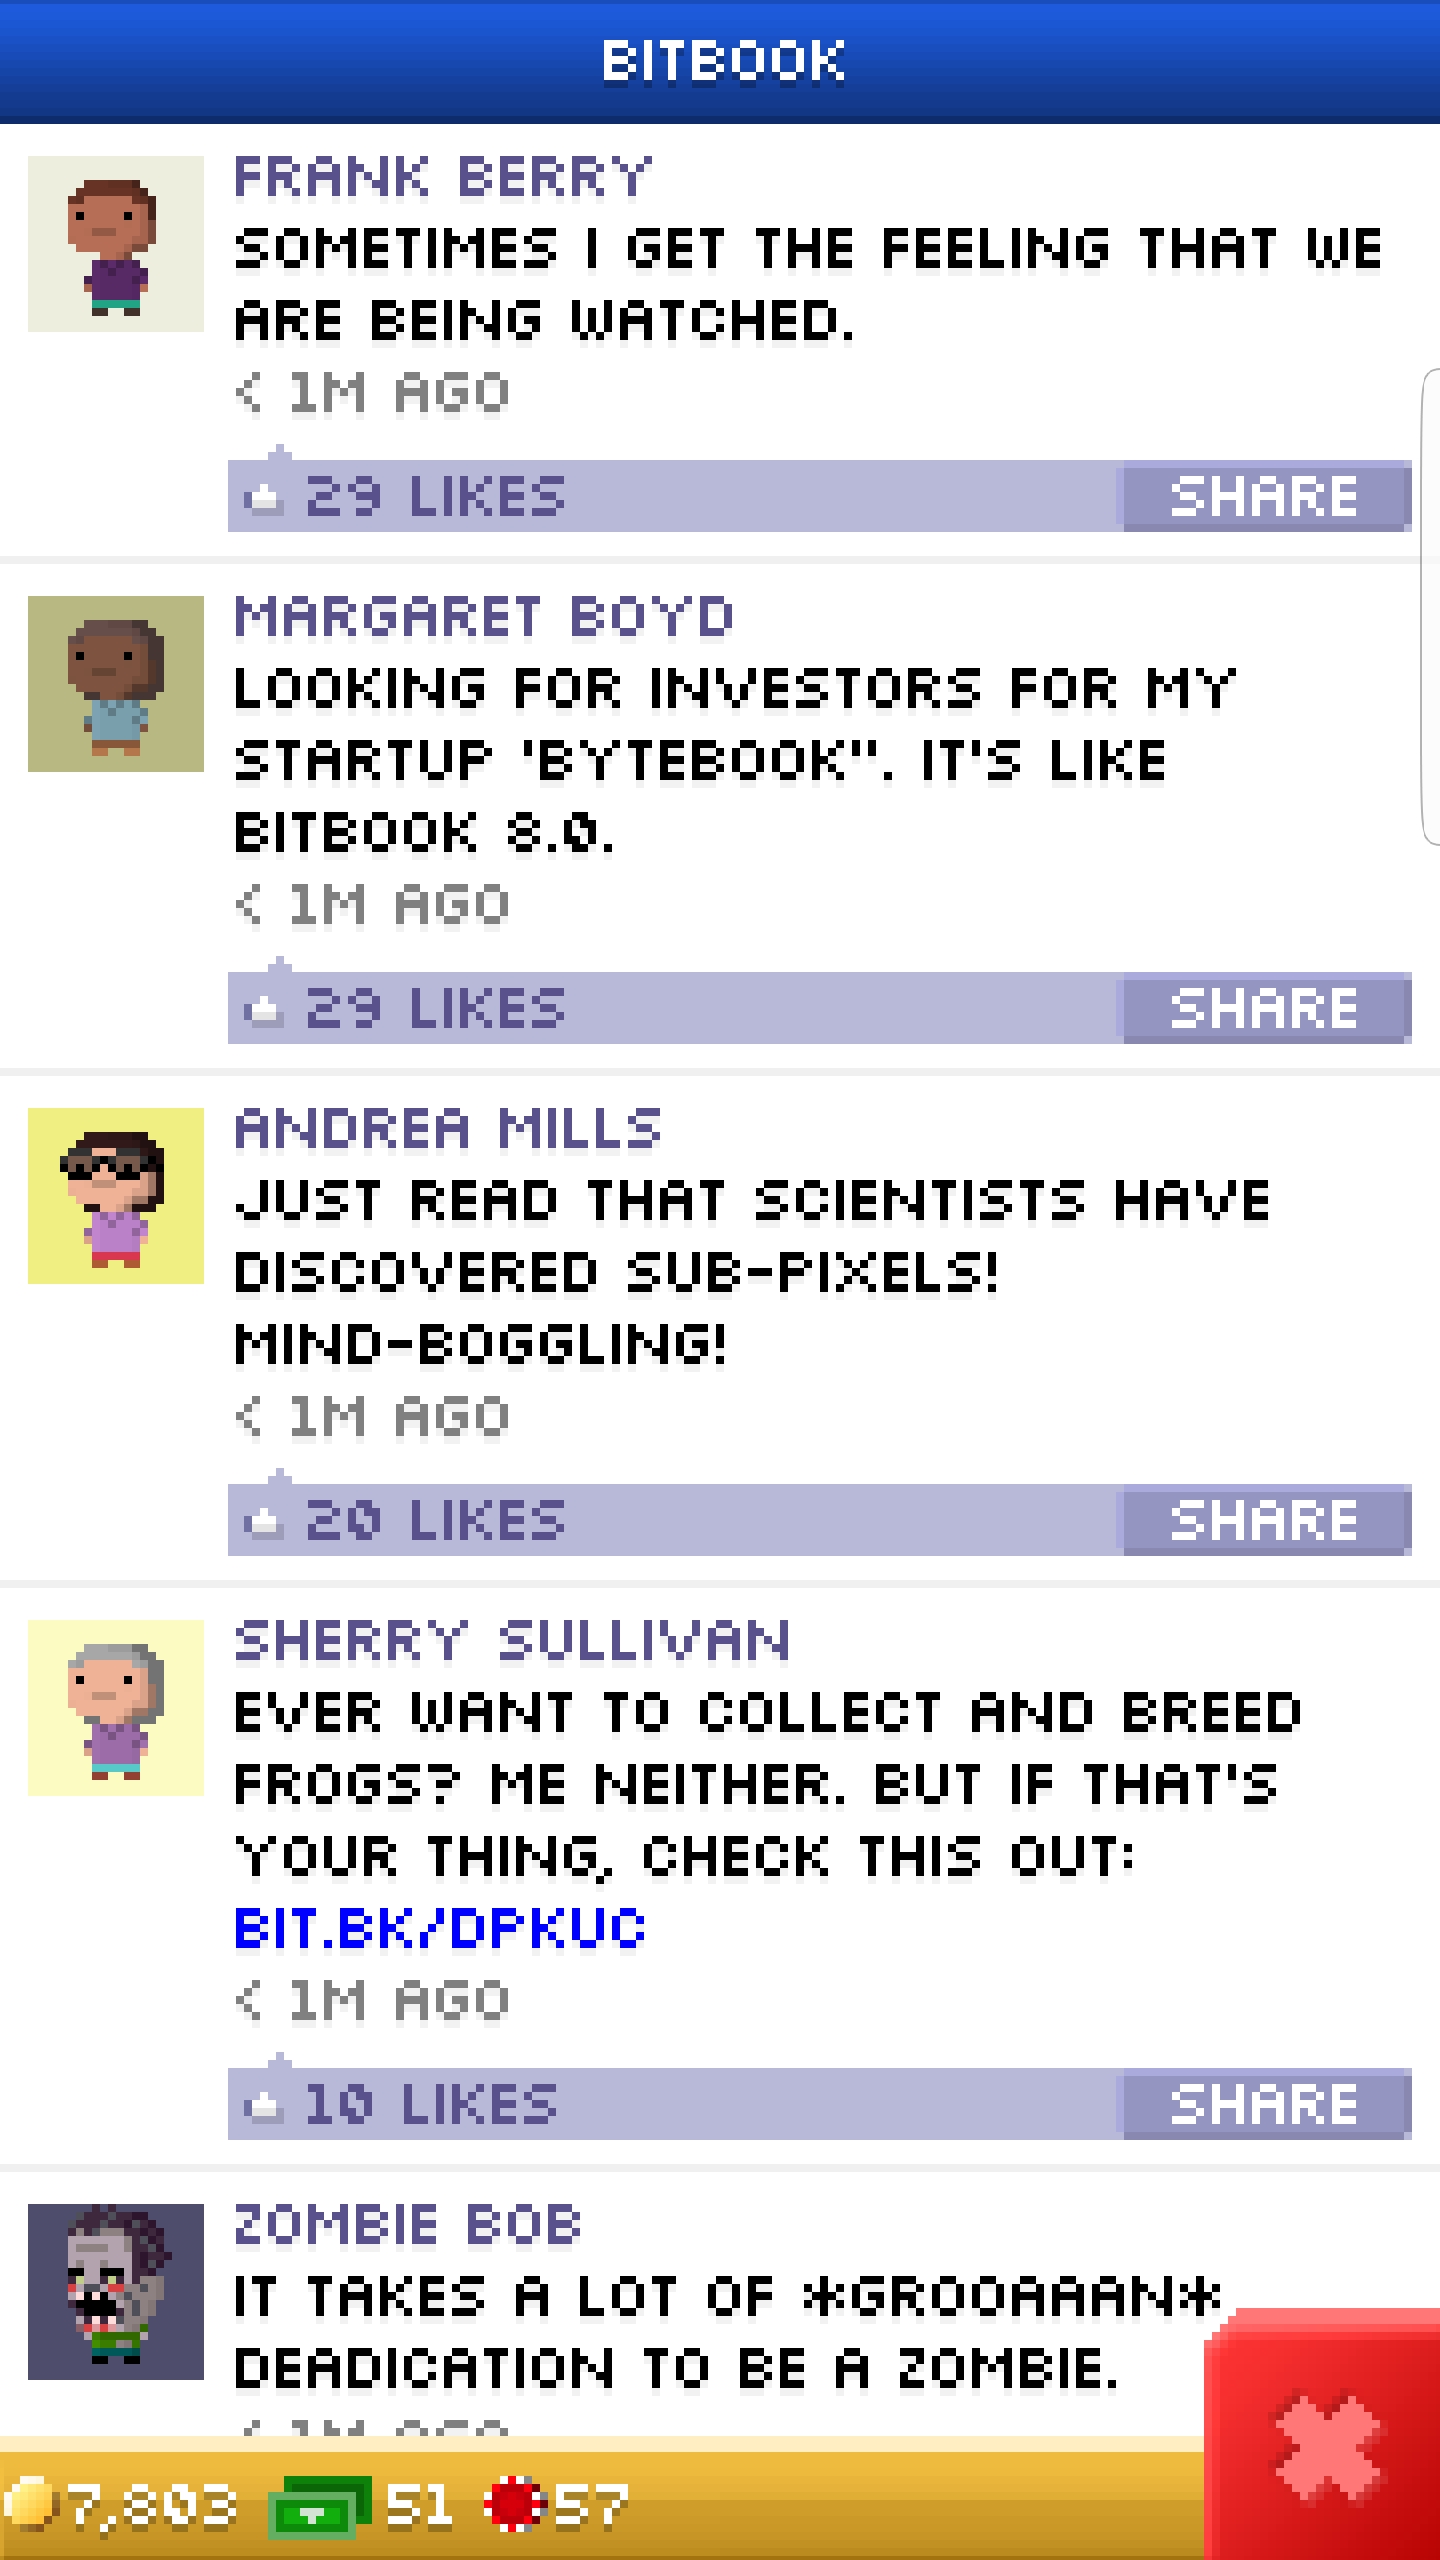 BITBOOK
FRANK BERRY
SOMETIMES I GET THE FEELING THAT WE
ARE BEING WATCHED.
< 1M AGO
29 LIKES SHARE
MARGARET BOYD
LOOKING FOR INVESTORS FOR MY
STARTUP 'BYTEBOOK". IT'S LIKE
BITBOOK 8.0.
< 1M AGO
29 LIKES SHARE
ANDREA MILLS
JUST READ THAT SCIENTISTS HAVE
DISCOVERED SUB-PIXELS!
MIND-BOGGLING!
< 1M AGO
20 LIKES SHARE
SHERRY SULLIVAN
EVER WANT TO COLLECT AND BREED
FROGS? ME NEITHER. BUT IF THAT'S
YOUR THING, CHECK THIS OUT:
BIT.BK/DPKUC
< 1M AGO
10 LIKES SHARE
ZOMBIE BOB
IT TAKES A LOT OF *GROOAAAN*
DEADICATION TO BE A ZOMBIE.
< 1M AGO
7,803 51 57